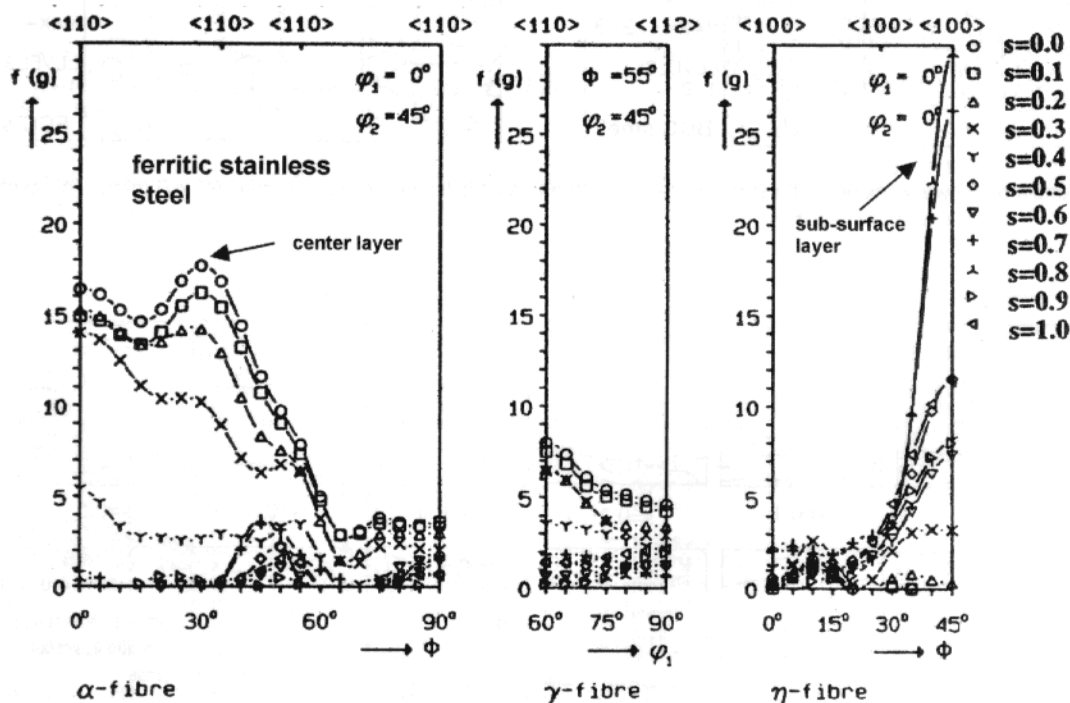 <110> <110> <110> <110>
f (g)
φ₁ = 0°
φ₂ = 45°
ferritic stainless
steel
center layer
25
20
15
10
5
0
0° 30° 60° 90°
Φ
α-fibre
<110> <112>
f (g)
Φ = 55°
φ₂ = 45°
25
20
15
10
5
0
60° 75° 90°
φ₁
γ-fibre
<100> <100> <100>
f (g)
φ₁ = 0°
φ₂ = 0°
sub-surface
layer
25
20
15
10
5
0
0° 15° 30° 45°
Φ
η-fibre
s=0.0
s=0.1
s=0.2
s=0.3
s=0.4
s=0.5
s=0.6
s=0.7
s=0.8
s=0.9
s=1.0